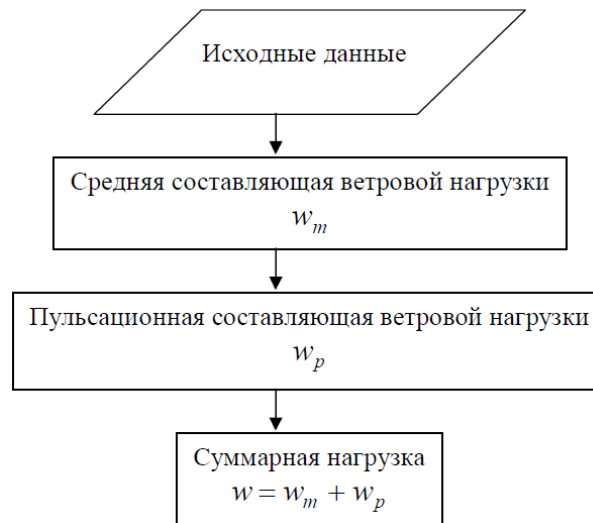 Исходные данные
Средняя составляющая ветровой нагрузки
w_m
Пульсационная составляющая ветровой нагрузки
w_p
Суммарная нагрузка
w = w_m + w_p